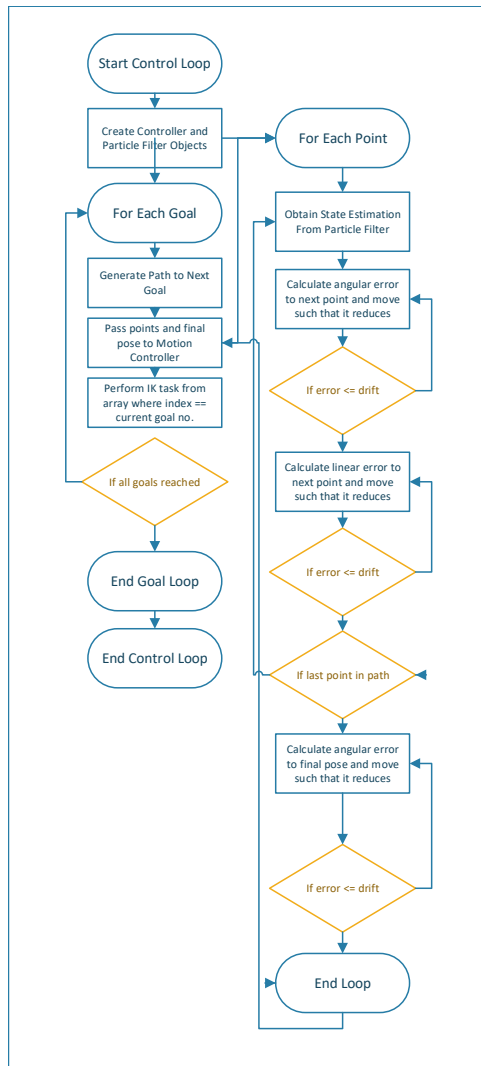 Start Control Loop
Create Controller and
Particle Filter Objects
For Each Goal
Generate Path to Next
Goal
Pass points and final
pose to Motion
Controller
Perform IK task from
array where index ==
current goal no.
If all goals reached
End Goal Loop
End Control Loop
For Each Point
Obtain State Estimation
From Particle Filter
Calculate angular error
to next point and move
such that it reduces
If error <= drift
Calculate linear error to
next point and move
such that it reduces
If error <= drift
If last point in path
Calculate angular error
to final pose and move
such that it reduces
If error <= drift
End Loop